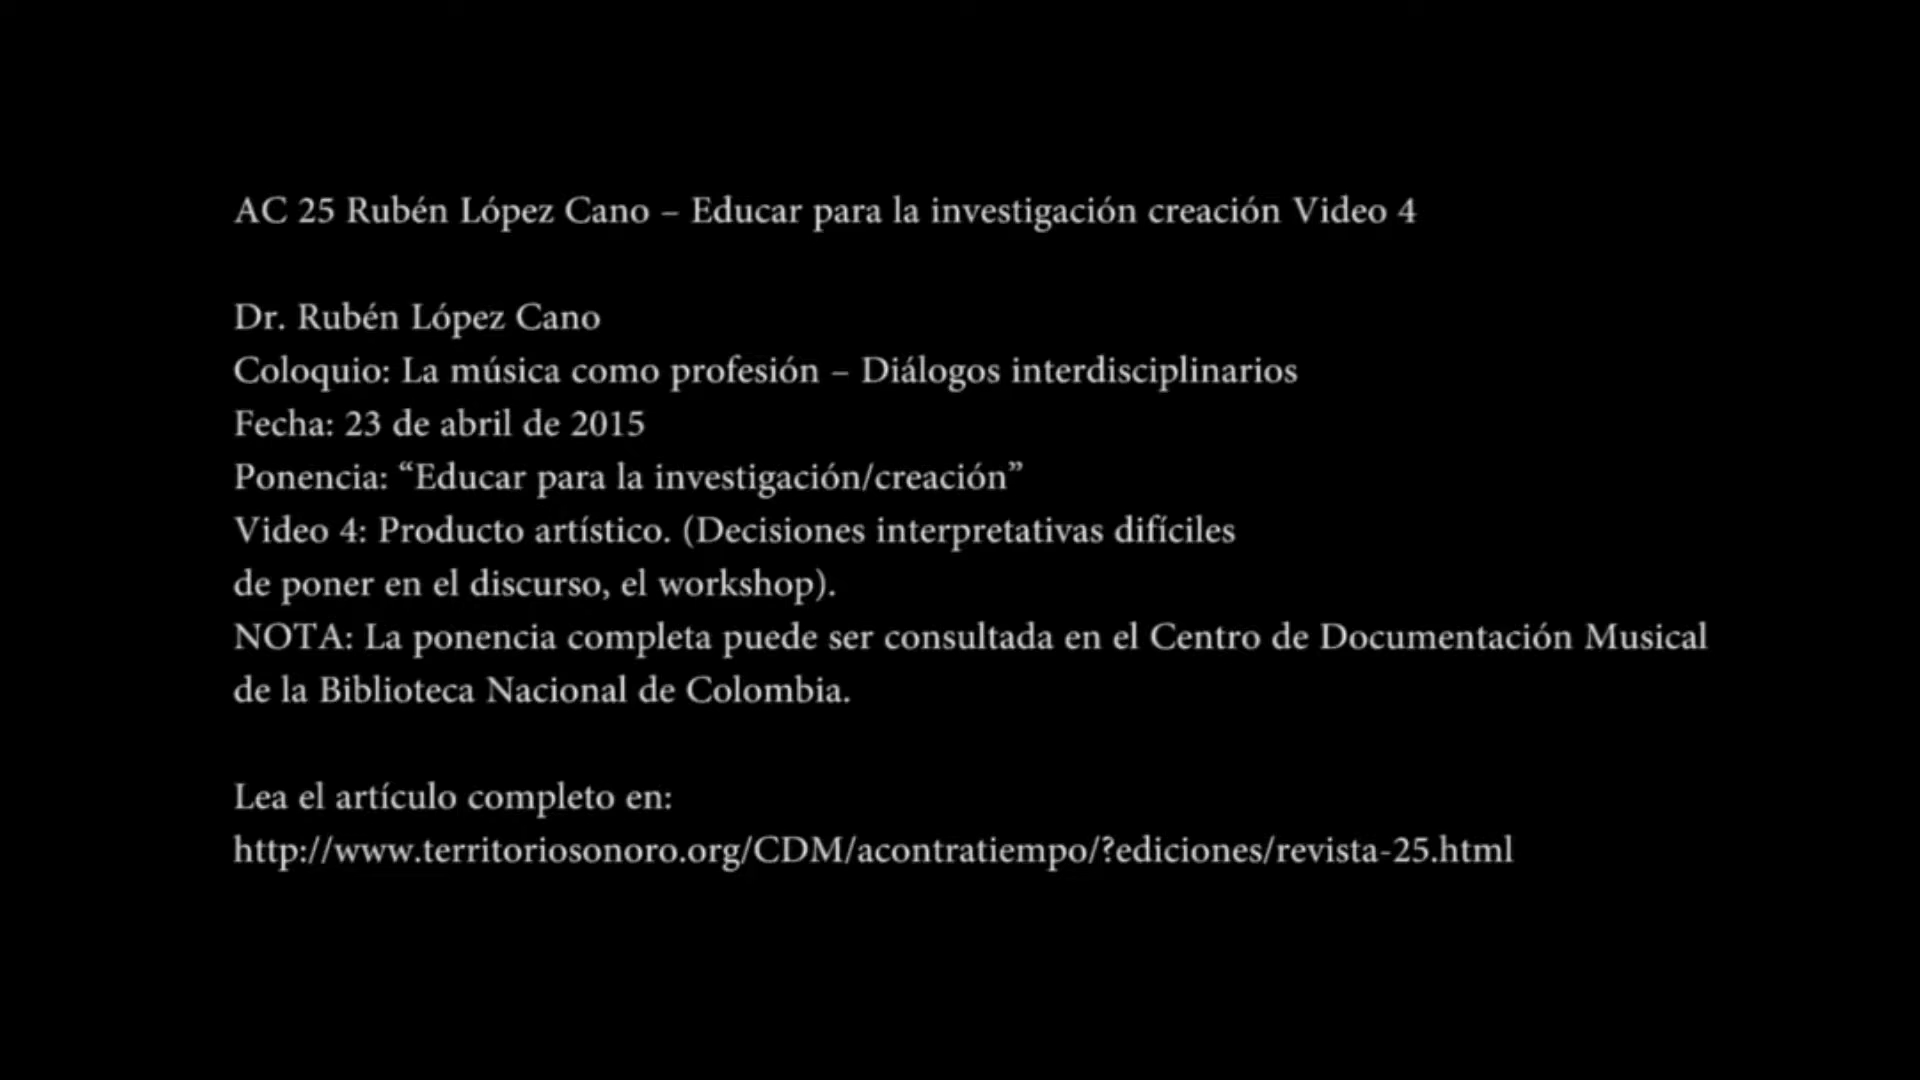 AC 25 Rubén López Cano – Educar para la investigación creación Video 4
Dr. Rubén López Cano
Coloquio: La música como profesión – Diálogos interdisciplinarios
Fecha: 23 de abril de 2015
Ponencia: “Educar para la investigación/creación”
Video 4: Producto artístico. (Decisiones interpretativas difíciles
de poner en el discurso, el workshop).
NOTA: La ponencia completa puede ser consultada en el Centro de Documentación Musical
de la Biblioteca Nacional de Colombia.
Lea el artículo completo en:
http://www.territoriosonoro.org/CDM/acontratiempo/?ediciones/revista-25.html